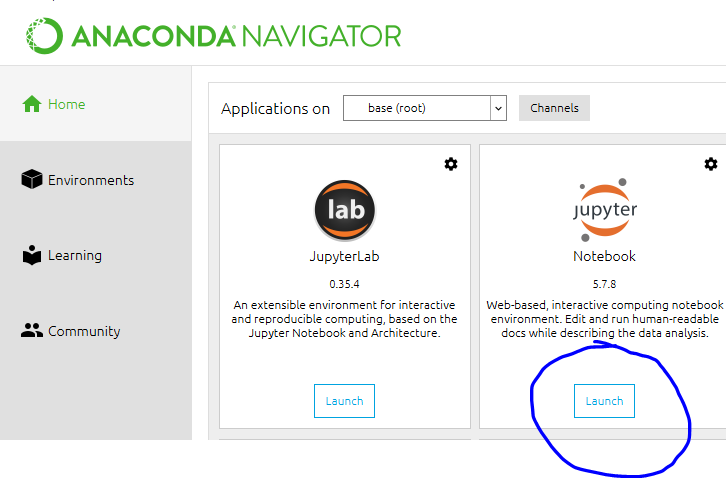 ANACONDA NAVIGATOR
Home
Environments
Learning
Community
Applications on
base (root)
Channels
lab
JupyterLab
0.35.4
An extensible environment for interactive
and reproducible computing, based on the
Jupyter Notebook and Architecture.
Launch
jupyter
Notebook
5.7.8
Web-based, interactive computing notebook
environment. Edit and run human-readable
docs while describing the data analysis.
Launch